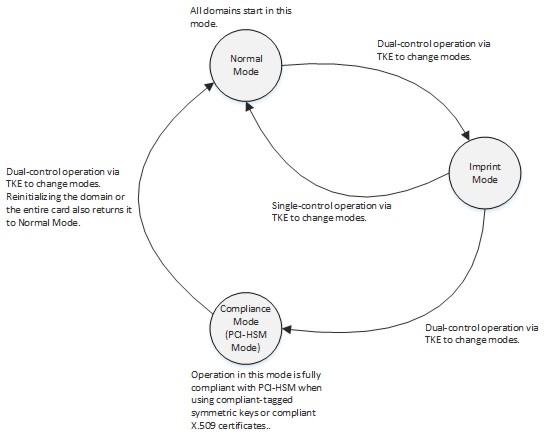 All domains start in this
mode.
Normal
Mode
Dual-control operation via
TKE to change modes.
Imprint
Mode
Dual-control operation via
TKE to change modes.
Reinitializing the domain or
the entire card also returns it
to Normal Mode.
Single-control operation via
TKE to change modes.
Compliance
Mode
(PCI-HSM
Mode)
Dual-control operation via
TKE to change modes.
Operation in this mode is fully
compliant with PCI-HSM when
using compliant-tagged
symmetric keys or compliant
X.509 certificates..